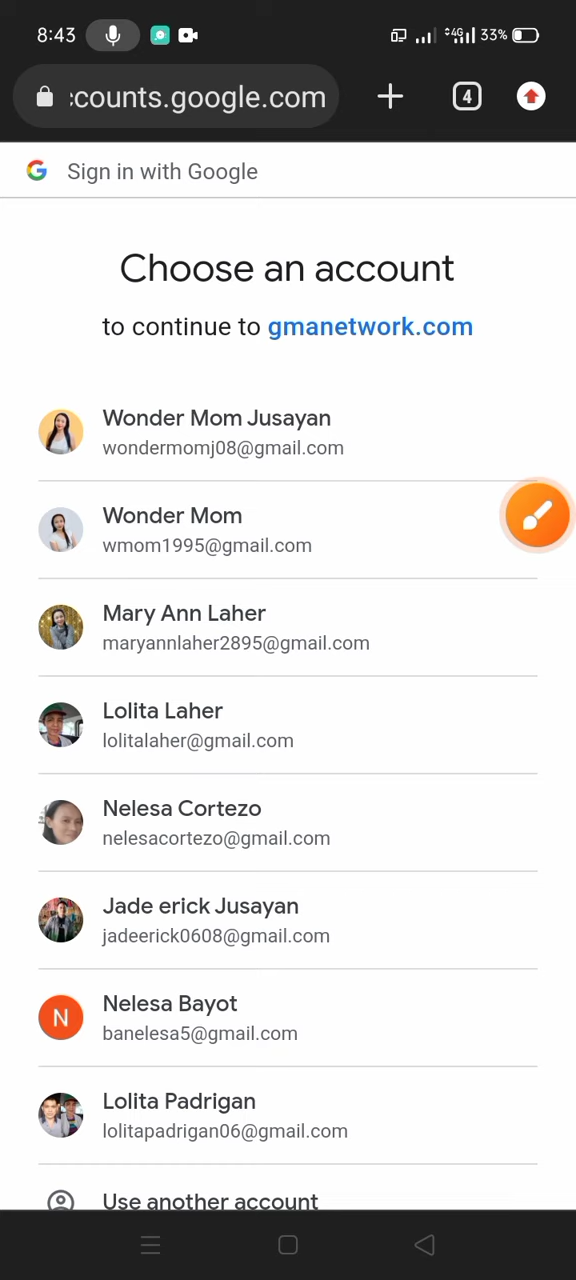 8:43
4G
33%
:counts.google.com
4
Sign in with Google
Choose an account
to continue to gmanetwork.com
Wonder Mom Jusayan
wondermomj08@gmail.com
Wonder Mom
wmom1995@gmail.com
Mary Ann Laher
maryannlaher2895@gmail.com
Lolita Laher
lolitalaher@gmail.com
Nelesa Cortezo
nelesacortezo@gmail.com
Jade erick Jusayan
jadeerick0608@gmail.com
N
Nelesa Bayot
banelesa5@gmail.com
Lolita Padrigan
lolitapadrigan06@gmail.com
Use another account